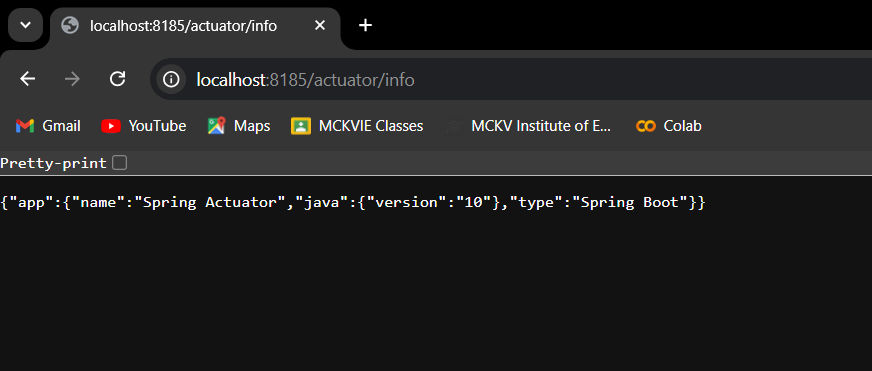 localhost:8185/actuator/info
localhost:8185/actuator/info
Gmail YouTube Maps MCKVIE Classes MCKV Institute of E... Colab
Pretty-print
{"app":{"name":"Spring Actuator","java":{"version":"10"},"type":"Spring Boot"}}